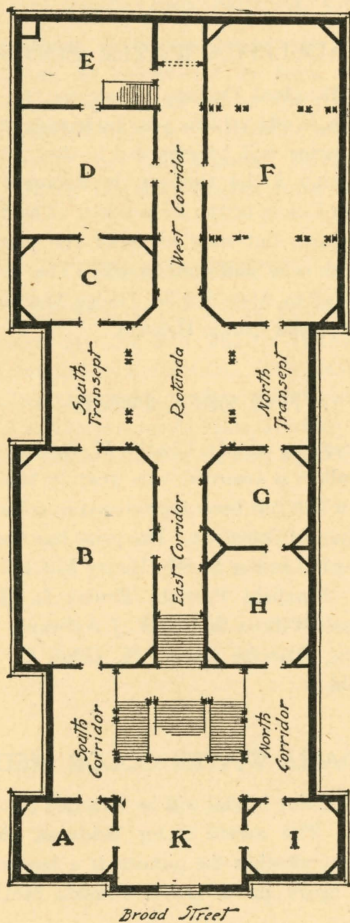 E
D
F
West Corridor
C
South
Transept
Rotunda
North
Transept
G
B
East Corridor
H
South
Corridor
North
Corridor
A
K
I
Broad Street